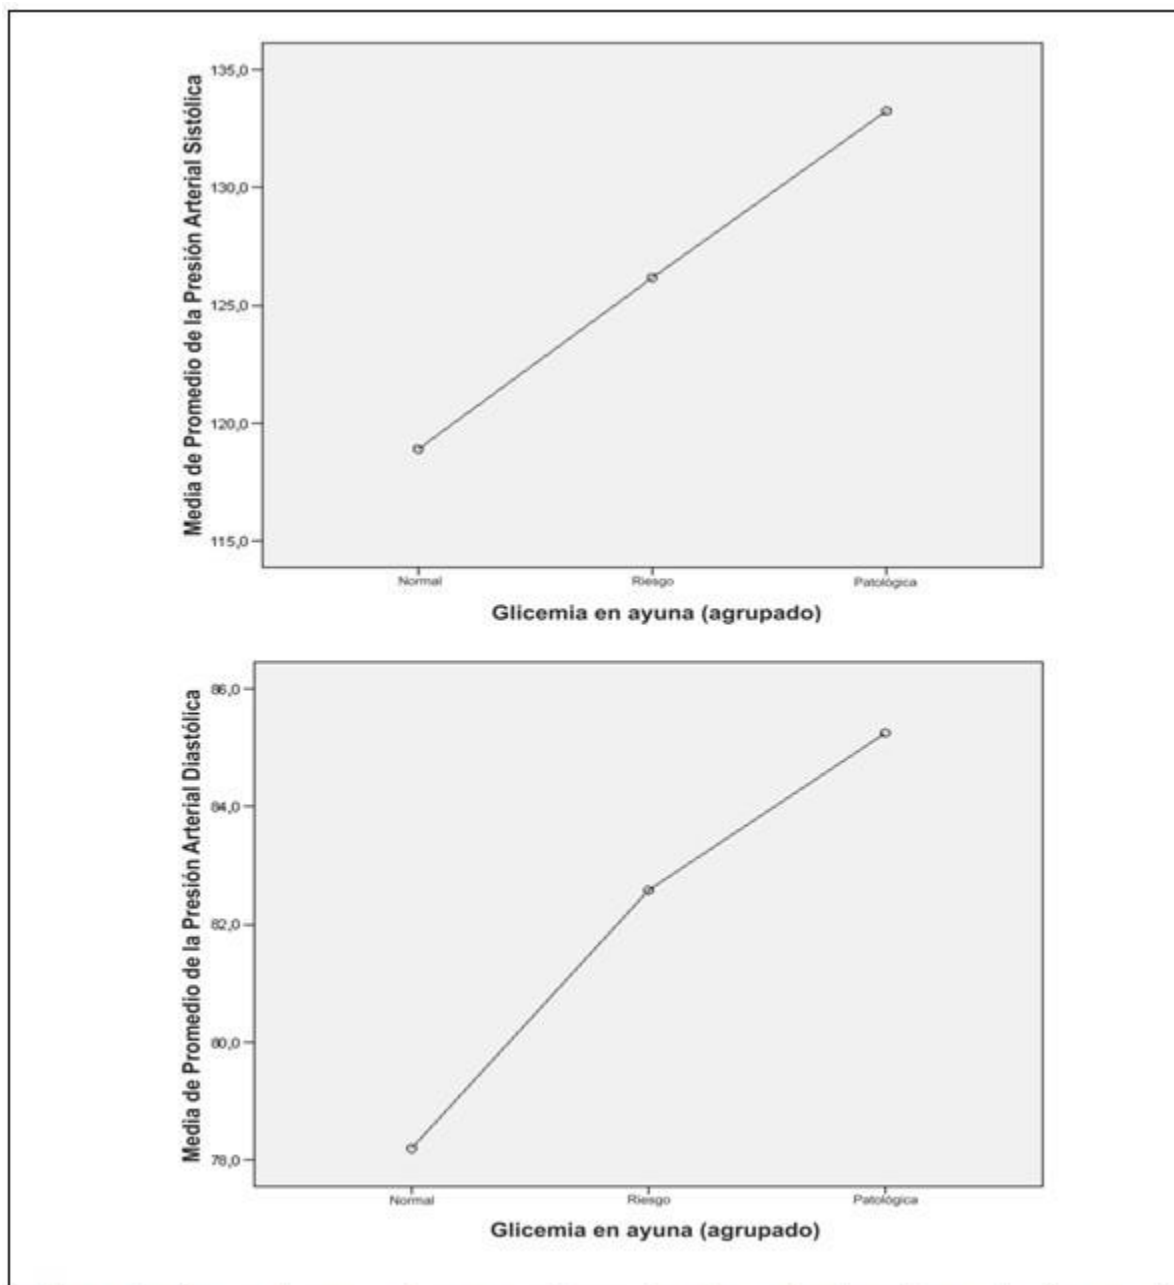 Media de Promedio de la Presión Arterial Sistólica
135,0
130,0
125,0
120,0
115,0
Normal Riesgo Patológica
Glicemia en ayuna (agrupado)
Media de Promedio de la Presión Arterial Diastólica
86,0
84,0
82,0
80,0
78,0
Normal Riesgo Patológica
Glicemia en ayuna (agrupado)